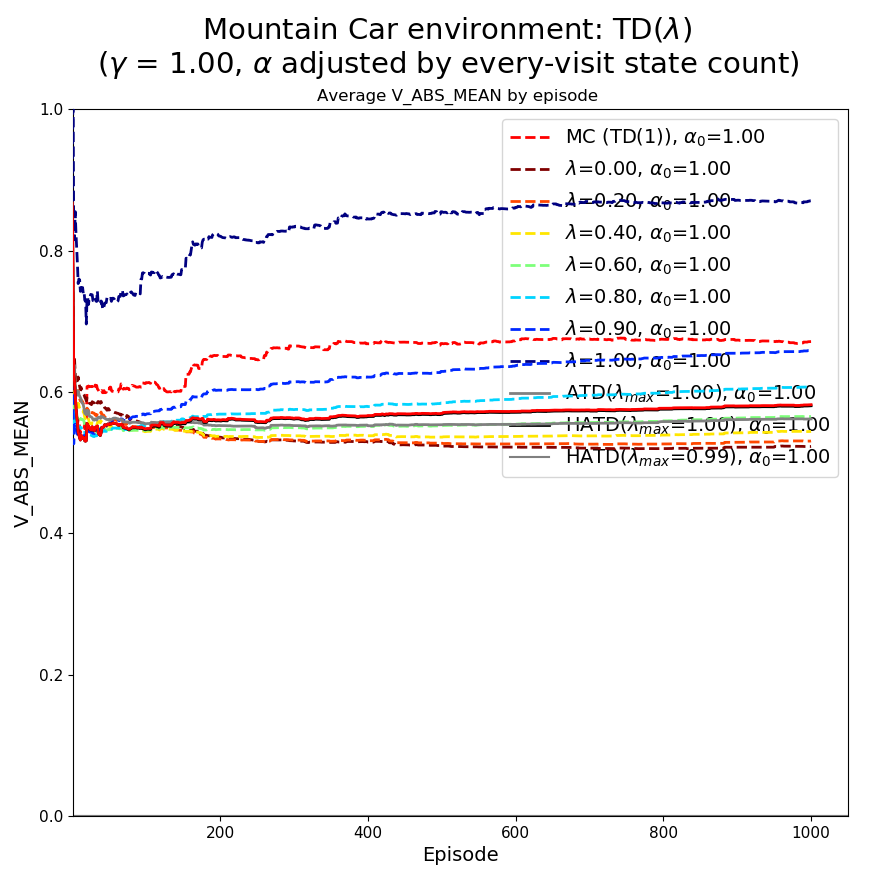 Mountain Car environment: TD(λ)
(γ = 1.00, α adjusted by every-visit state count)
Average V_ABS_MEAN by episode
1.0
0.8
0.6
0.4
0.2
0.0
V_ABS_MEAN
MC (TD(1)), α₀=1.00
λ=0.00, α₀=1.00
λ=0.20, α₀=1.00
λ=0.40, α₀=1.00
λ=0.60, α₀=1.00
λ=0.80, α₀=1.00
λ=0.90, α₀=1.00
λ=1.00, α₀=1.00
ATD(λmax=1.00), α₀=1.00
HATD(λmax=1.00), α₀=1.00
HATD(λmax=0.99), α₀=1.00
200 400 600 800 1000
Episode